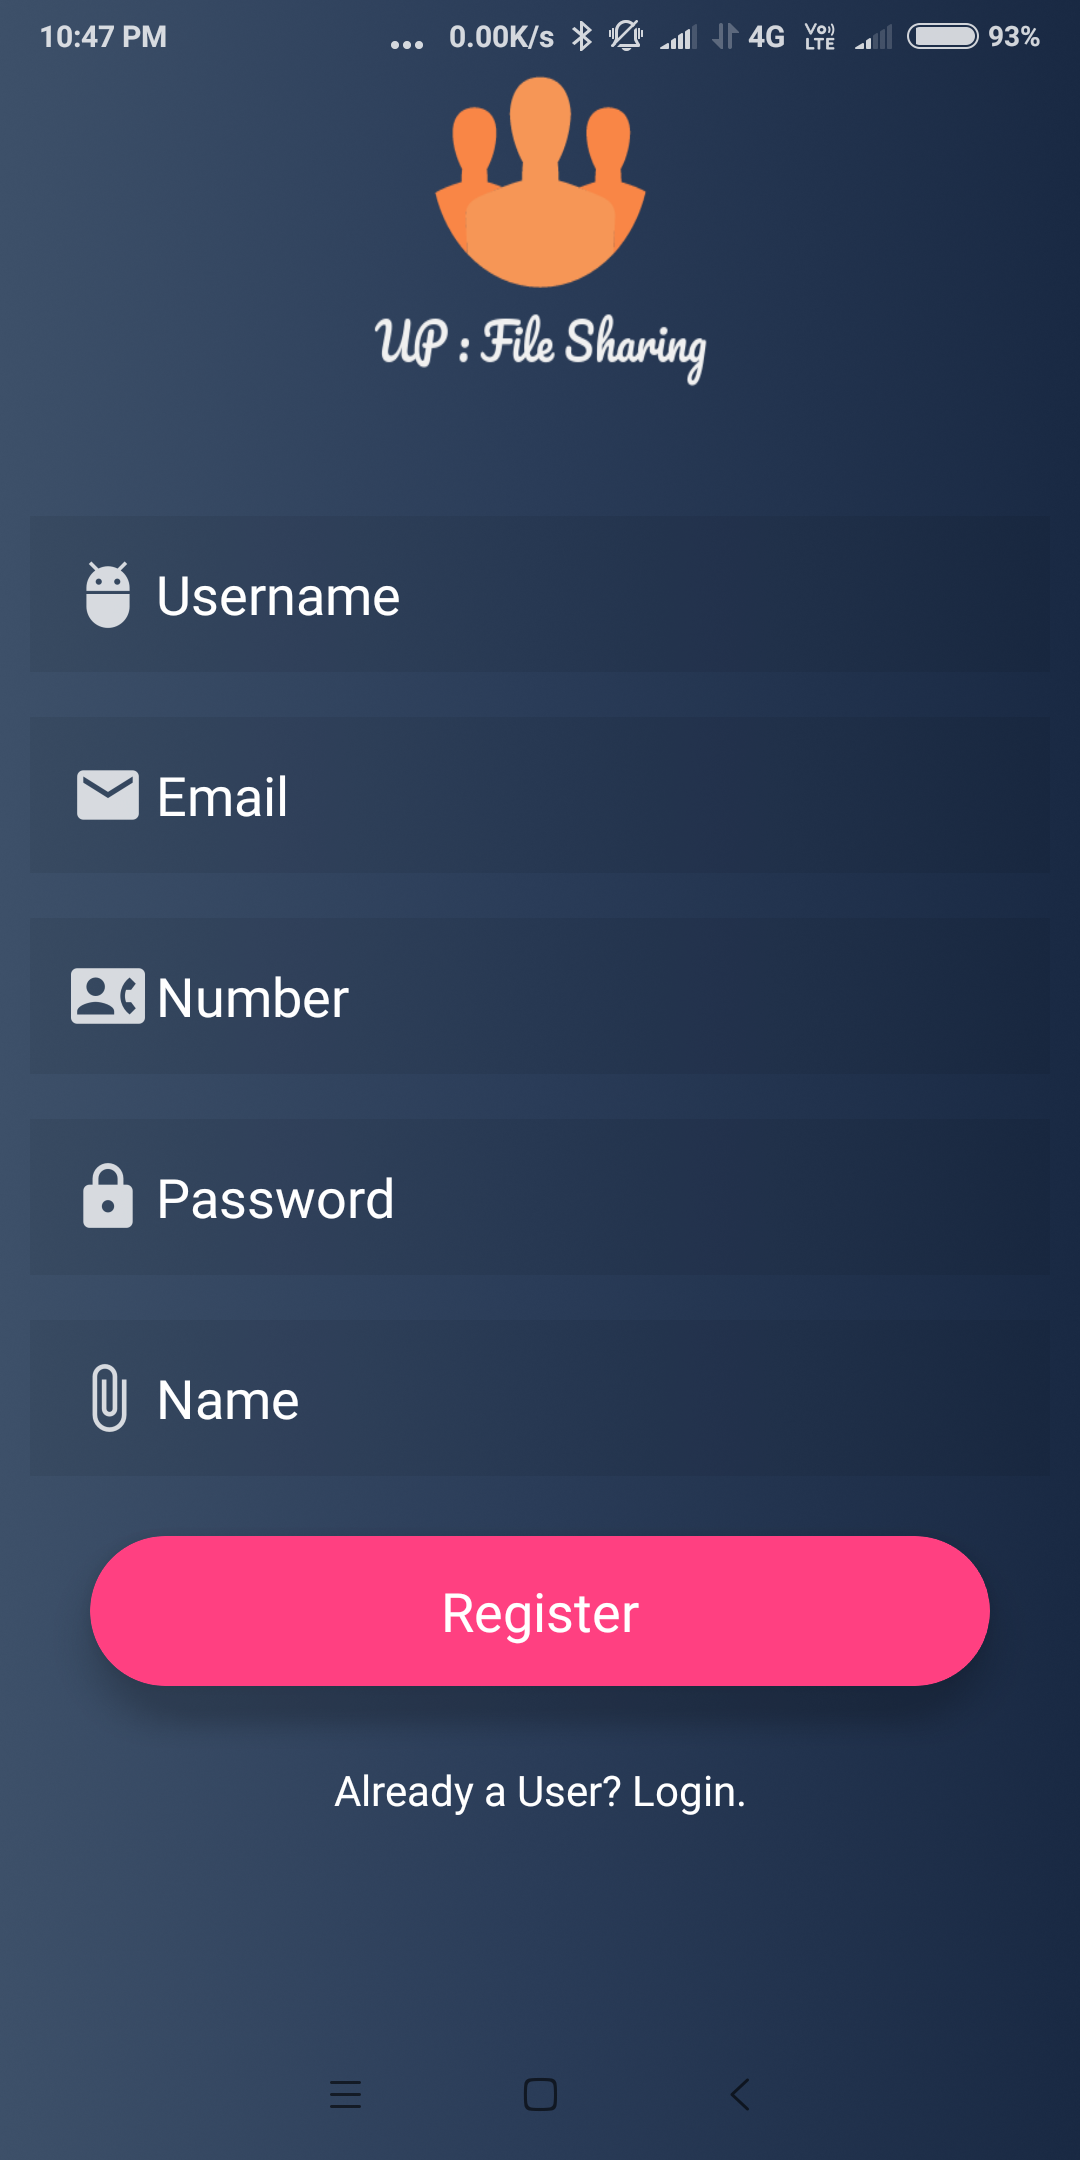 10:47 PM ... 0.00K/s 4G VoLTE 93%
UP : File Sharing
Username
Email
Number
Password
Name
Register
Already a User? Login.